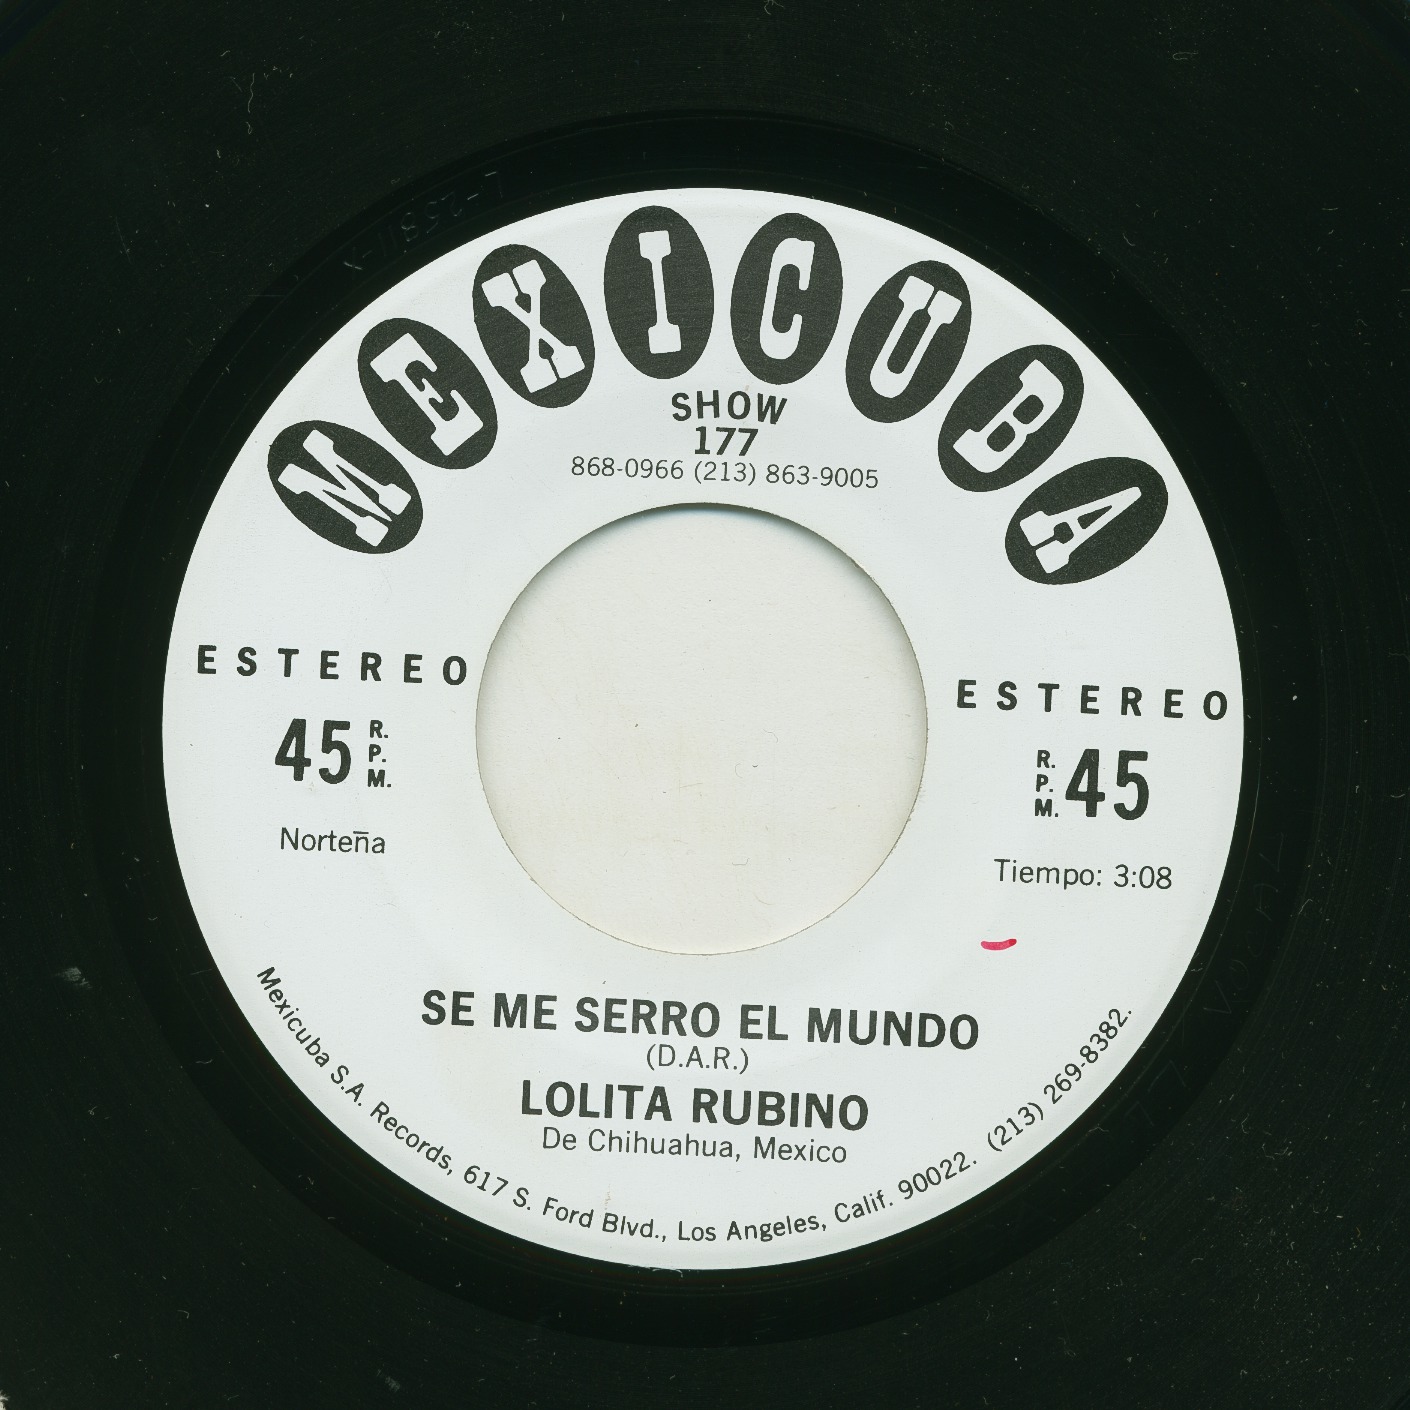 MEXICUBA
SHOW
177
868-0966 (213) 863-9005
ESTEREO
45 R.P.M.
Norteña
ESTEREO
R.P.M. 45
Tiempo: 3:08
SE ME SERRO EL MUNDO
(D.A.R.)
LOLITA RUBINO
De Chihuahua, Mexico
Mexicuba S.A. Records, 617 S. Ford Blvd., Los Angeles, Calif. 90022. (213) 269-8382.